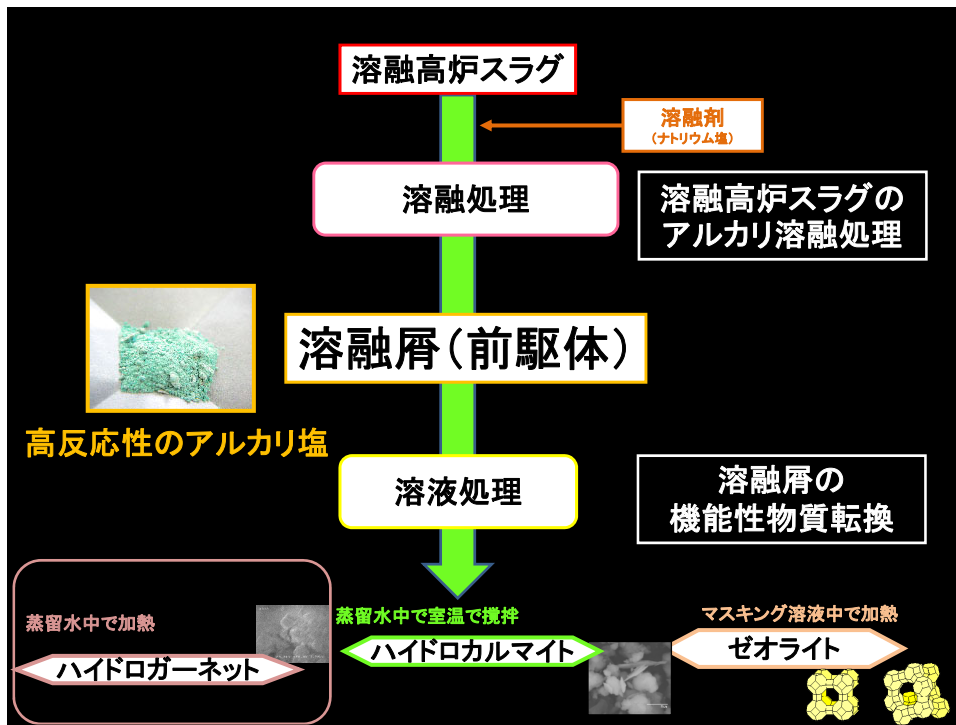 溶融高炉スラグ
溶融剤
（ナトリウム塩）
溶融処理
溶融高炉スラグの
アルカリ溶融処理
溶融屑（前駆体）
高反応性のアルカリ塩
溶液処理
溶融屑の
機能性物質転換
蒸留水中で加熱
ハイドロガーネット
蒸留水中で室温で撹拌
ハイドロカルマイト
マスキング溶液中で加熱
ゼオライト